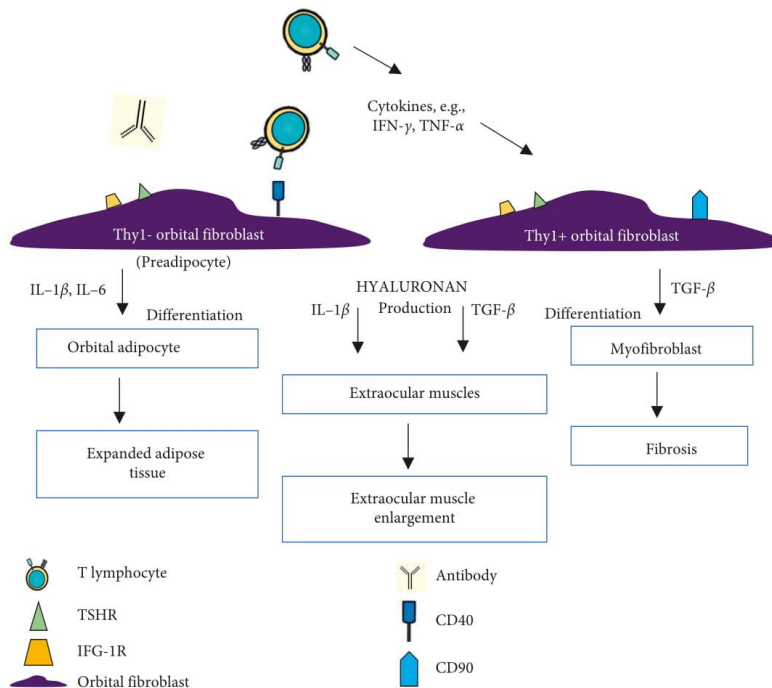 Cytokines, e.g.,
IFN-γ, TNF-α
Thy1- orbital fibroblast
(Preadipocyte)
Thy1+ orbital fibroblast
IL–1β, IL–6
Differentiation
Orbital adipocyte
Expanded adipose
tissue
HYALURONAN
Production
IL–1β
TGF-β
Extraocular muscles
Extraocular muscle
enlargement
TGF-β
Differentiation
Myofibroblast
Fibrosis
T lymphocyte
TSHR
IFG-1R
Orbital fibroblast
Antibody
CD40
CD90